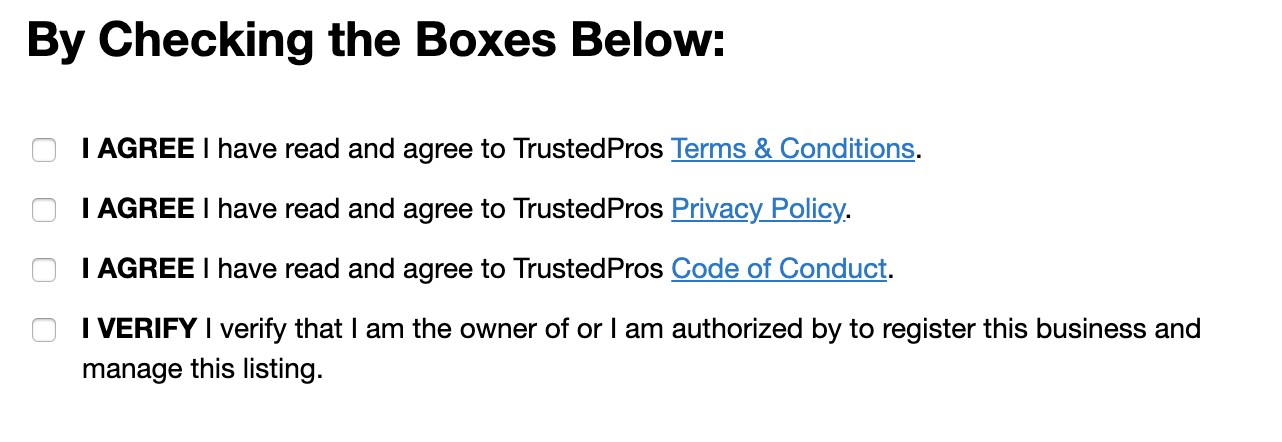 By Checking the Boxes Below:
I AGREE I have read and agree to TrustedPros Terms & Conditions.
I AGREE I have read and agree to TrustedPros Privacy Policy.
I AGREE I have read and agree to TrustedPros Code of Conduct.
I VERIFY I verify that I am the owner of or I am authorized by to register this business and
manage this listing.